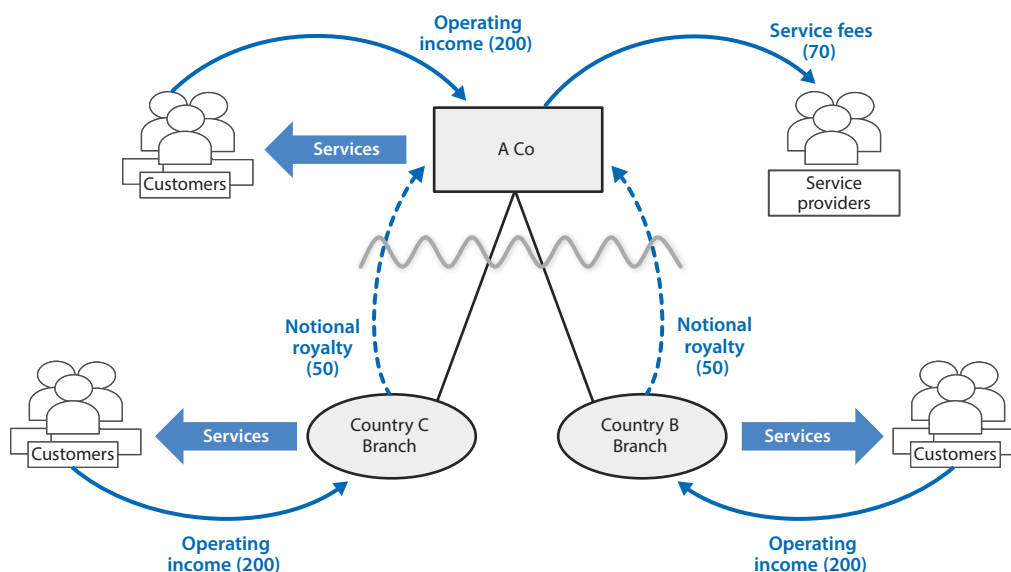 Operating
income (200)
Service fees
(70)
Services
A Co
Customers
Service
providers
Notional
royalty
(50)
Notional
royalty
(50)
Country C
Branch
Country B
Branch
Services
Services
Customers
Customers
Operating
income (200)
Operating
income (200)